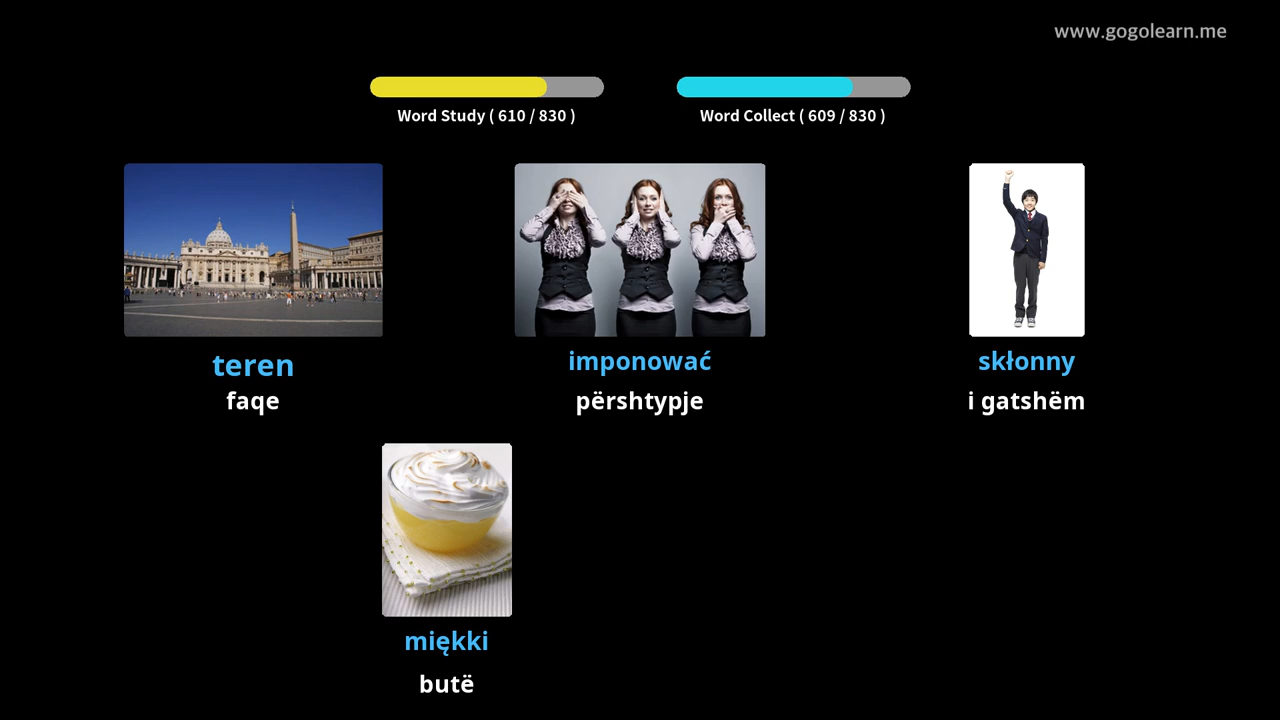 www.gogolearn.me
Word Study ( 610 / 830 )
Word Collect ( 609 / 830 )
teren
faqe
imponować
përshtypje
skłonny
i gatshëm
miękki
butë